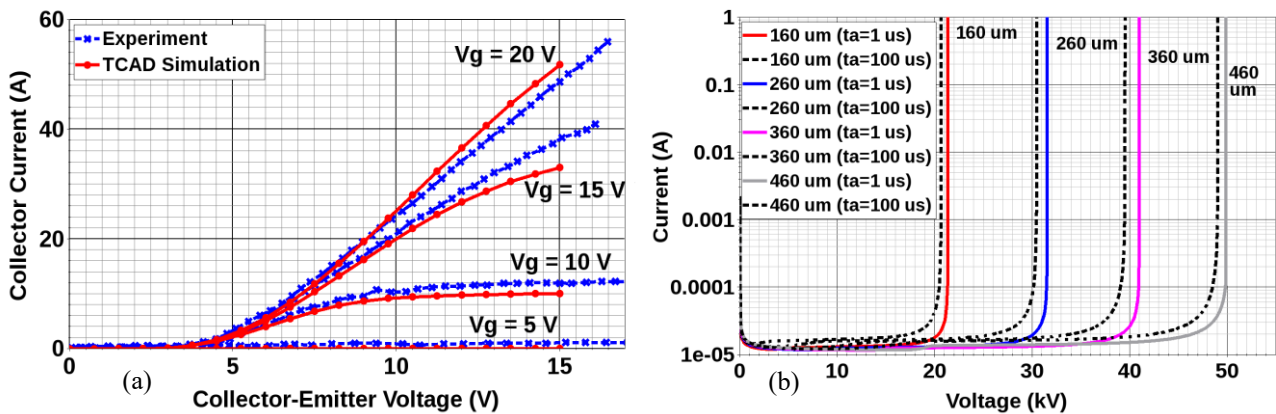 60
40
20
0
0
5
10
15
Collector Current (A)
Collector-Emitter Voltage (V)
Experiment
TCAD Simulation
Vg = 20 V
Vg = 15 V
Vg = 10 V
Vg = 5 V
(a)
1
0.1
0.01
0.001
0.0001
1e-05
0
10
20
30
40
50
Current (A)
Voltage (kV)
160 um (ta=1 us)
160 um (ta=100 us)
260 um (ta=1 us)
260 um (ta=100 us)
360 um (ta=1 us)
360 um (ta=100 us)
460 um (ta=1 us)
460 um (ta=100 us)
160 um
260 um
360 um
460
um
(b)